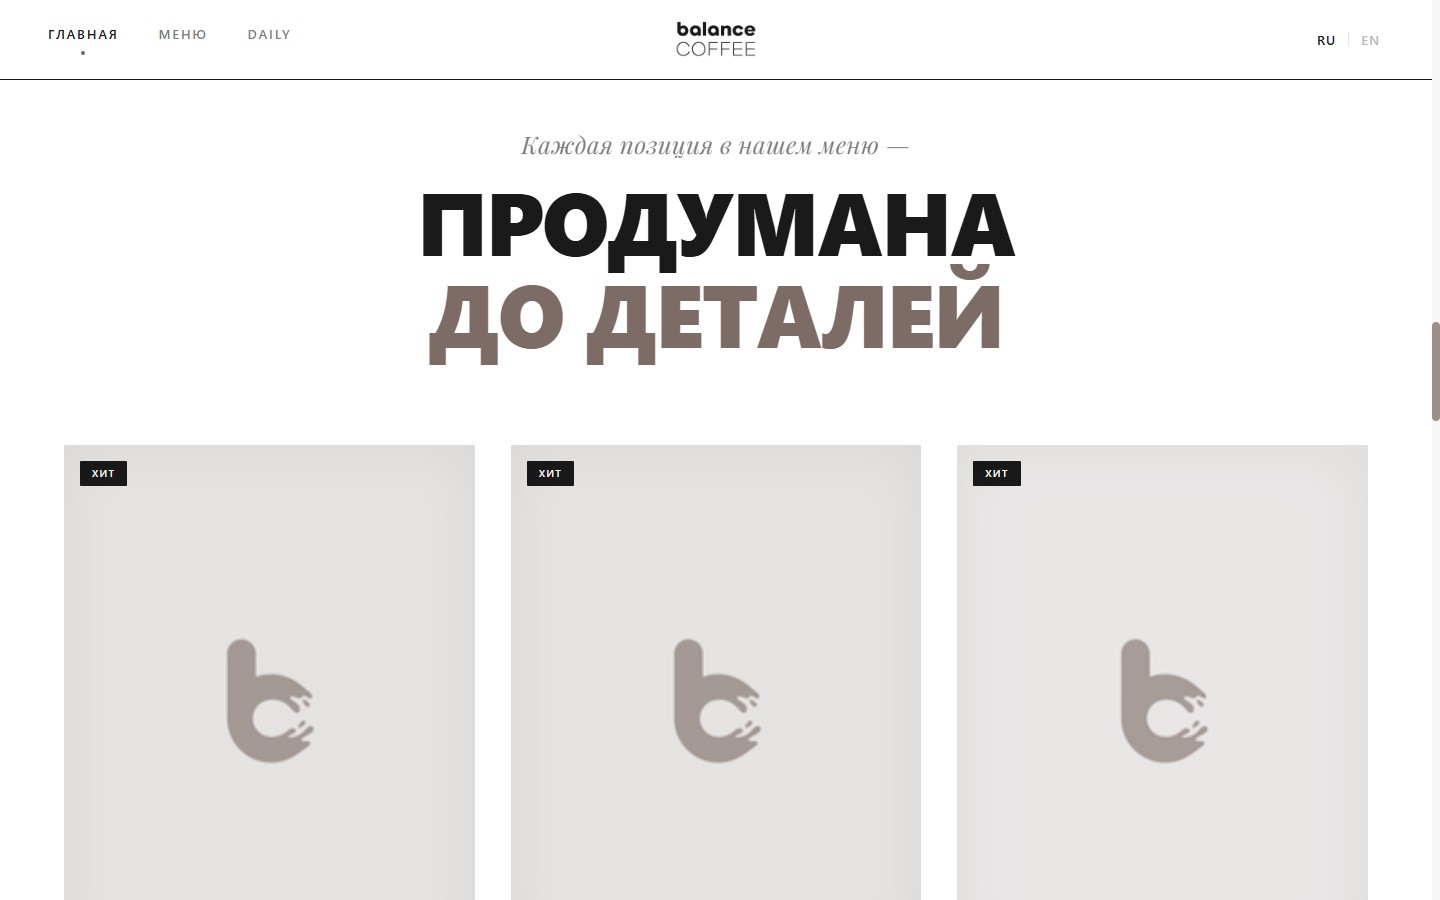 ГЛАВНАЯ
МЕНЮ
DAILY
balance
COFFEE
RU
EN
Каждая позиция в нашем меню —
ПРОДУМАНА
ДО ДЕТАЛЕЙ
ХИТ
ХИТ
ХИТ